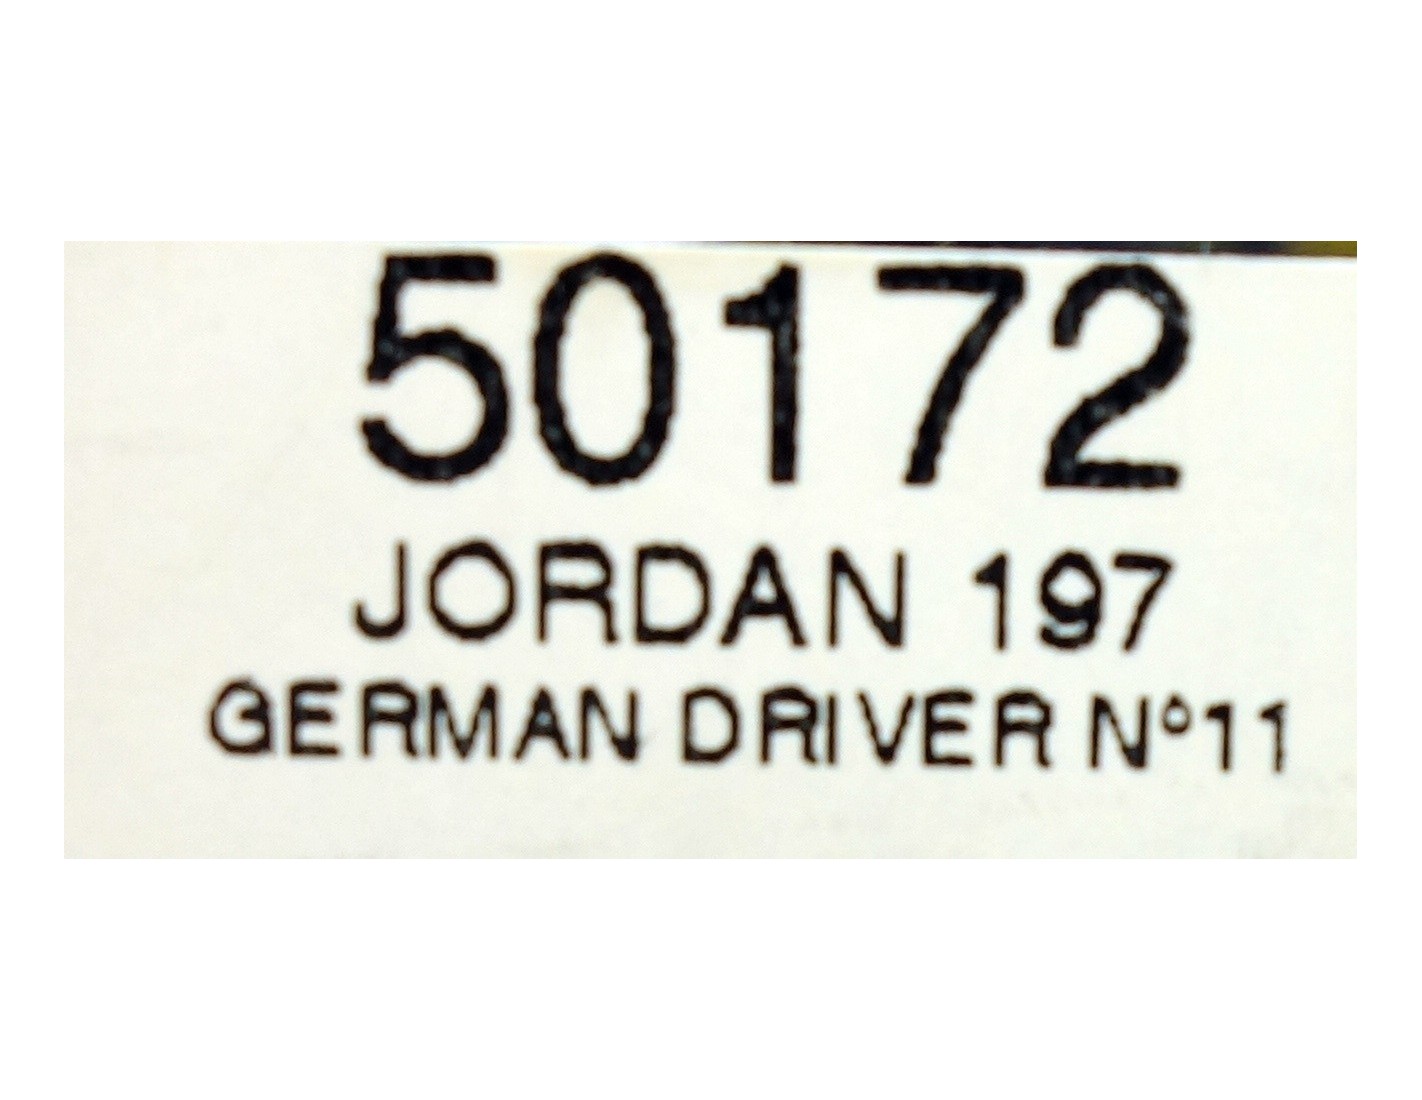 50172
JORDAN 197
GERMAN DRIVER N°11